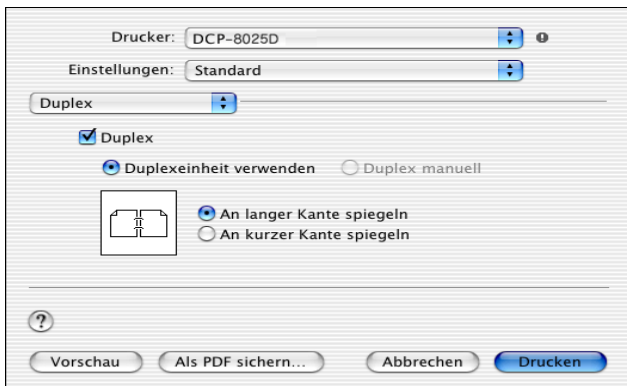 Drucker: DCP-8025D
Einstellungen: Standard
Duplex
Duplex
Duplexeinheit verwenden Duplex manuell
An langer Kante spiegeln
An kurzer Kante spiegeln
?
Vorschau Als PDF sichern... Abbrechen Drucken